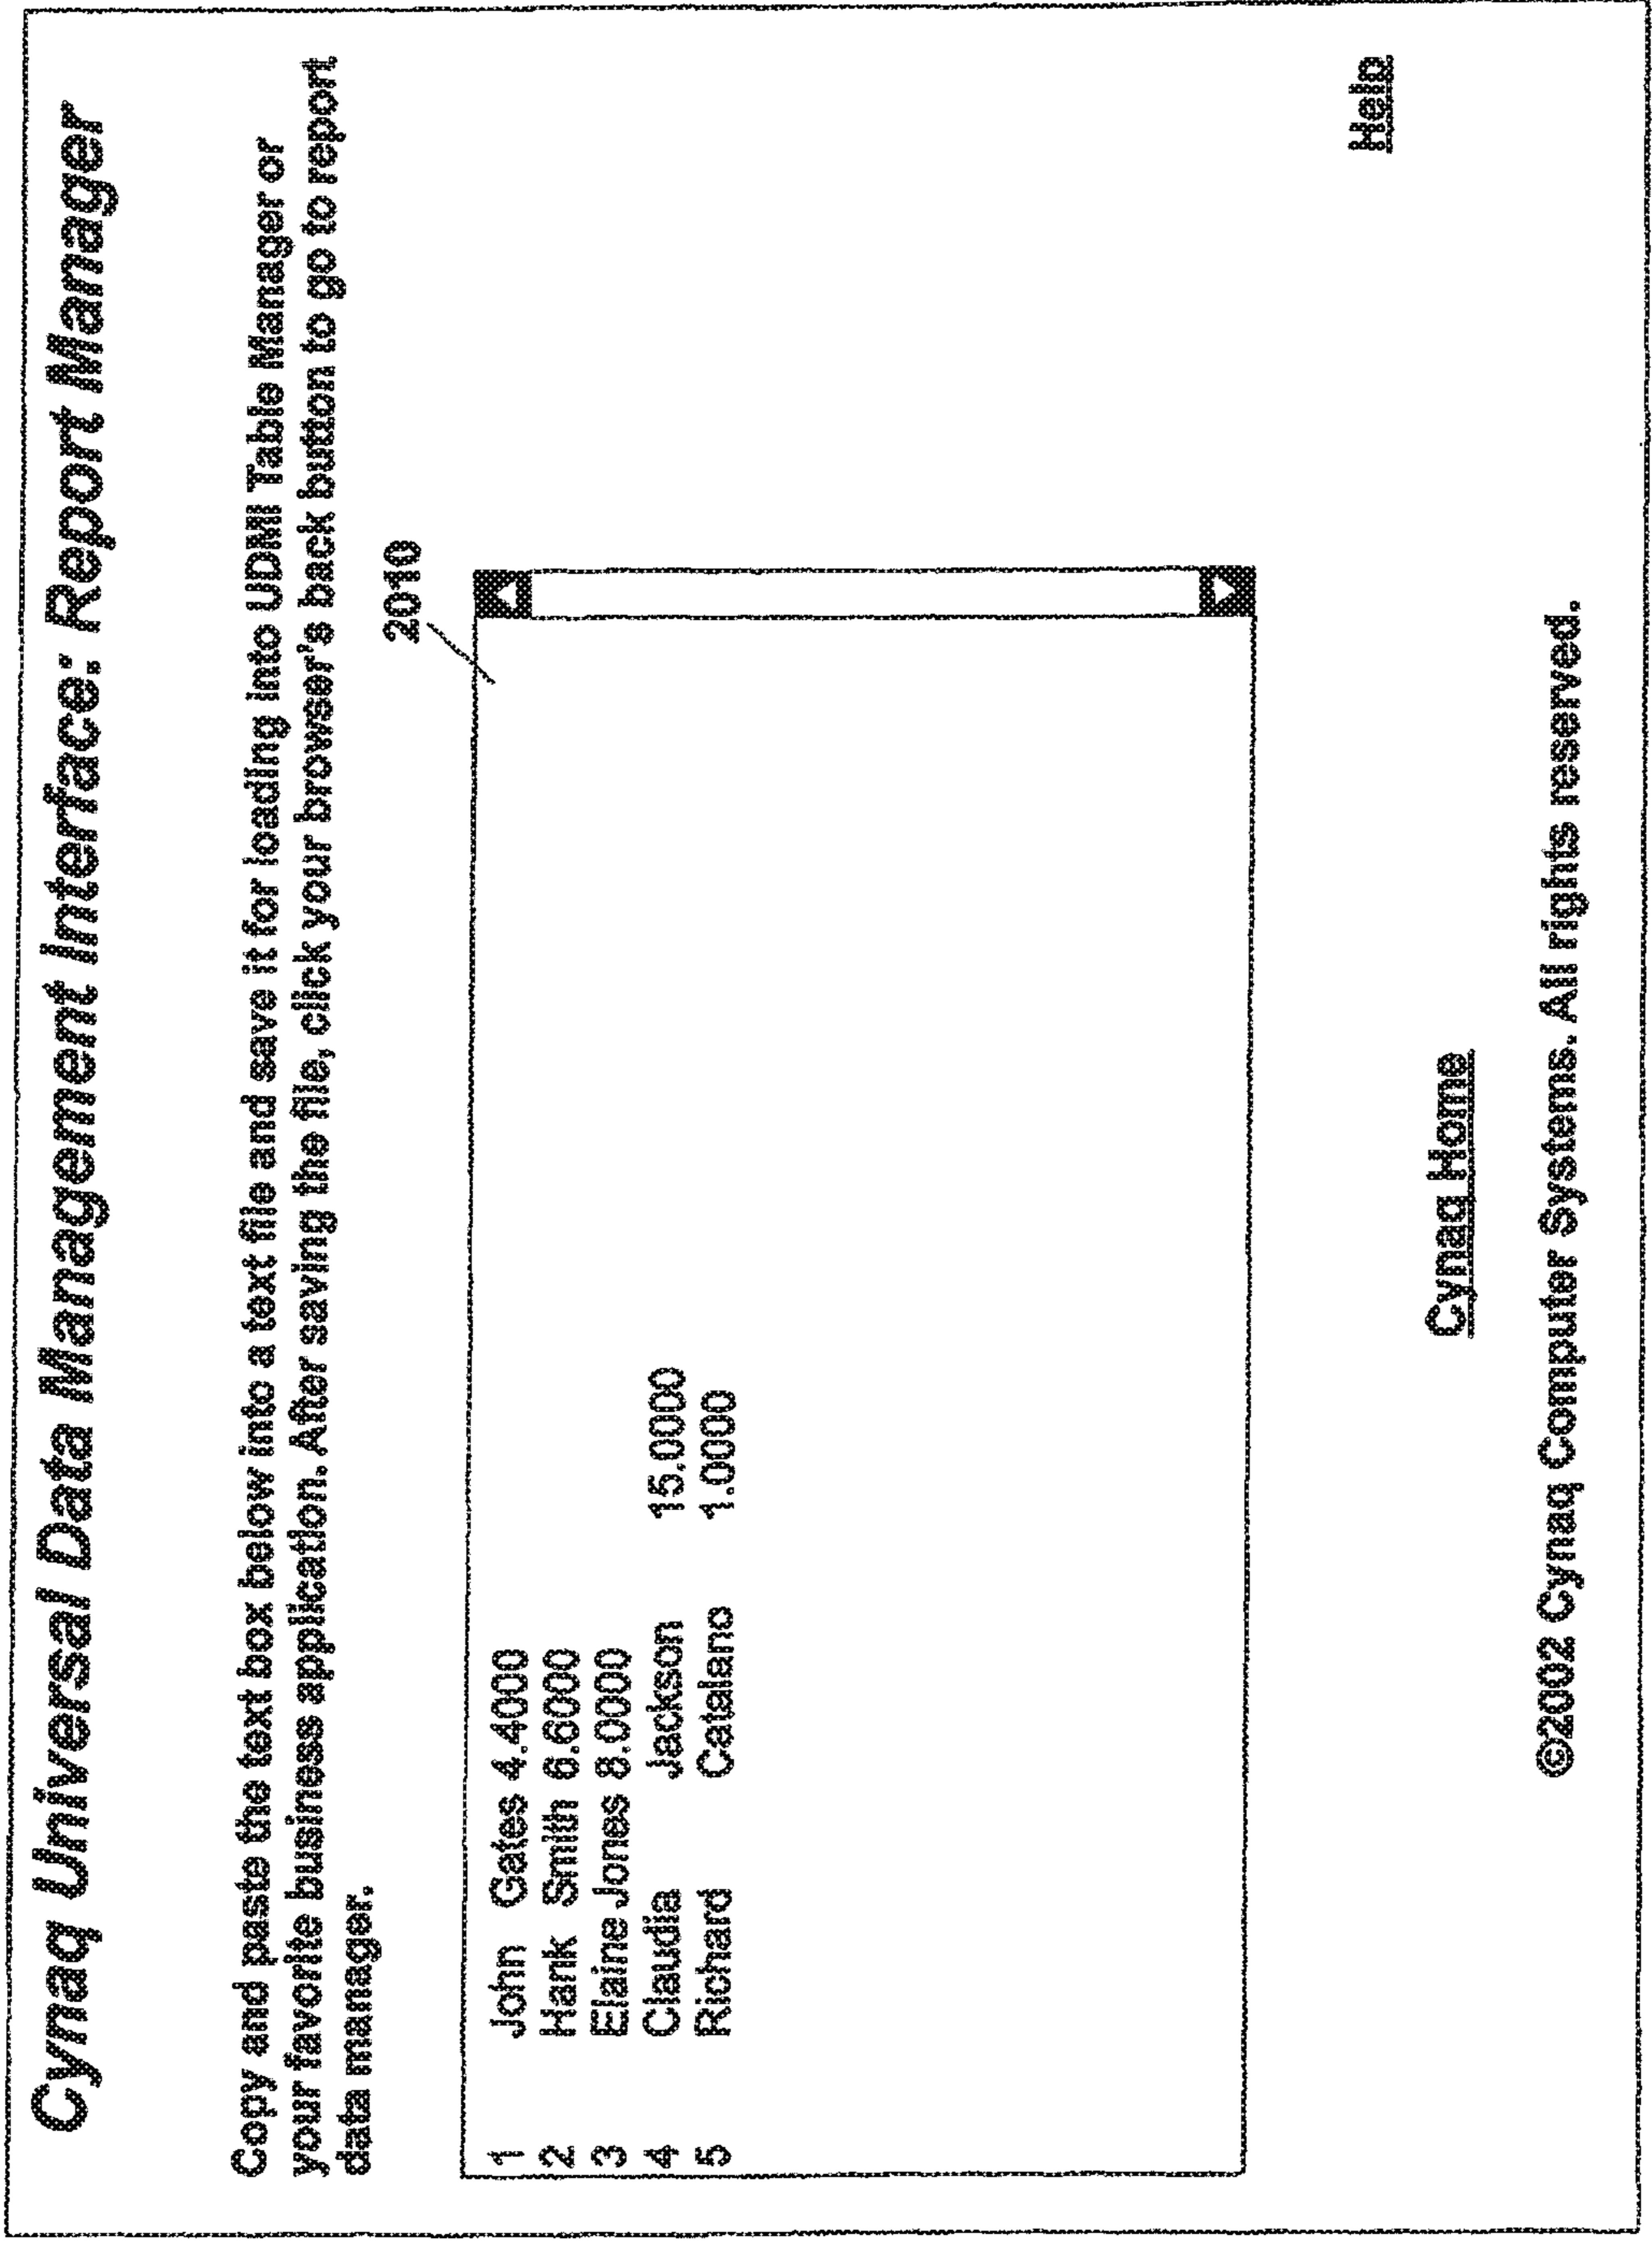 Cynaq Universal Data Management Interface: Report Manager
Copy and paste the text box below into a text file and save it for loading into UDMI Table Manager or
your favorite business application. After saving the file, click your browser's back button to go to report
data manager.
2010
1 John Gates 4.4000
2 Hank Smith 6.6000
3 Elaine Jones 8.0000
4 Claudia Jackson 15.0000
5 Richard Catalano 1.0000
Help
Cynaq Home
©2002 Cynaq Computer Systems. All rights reserved.